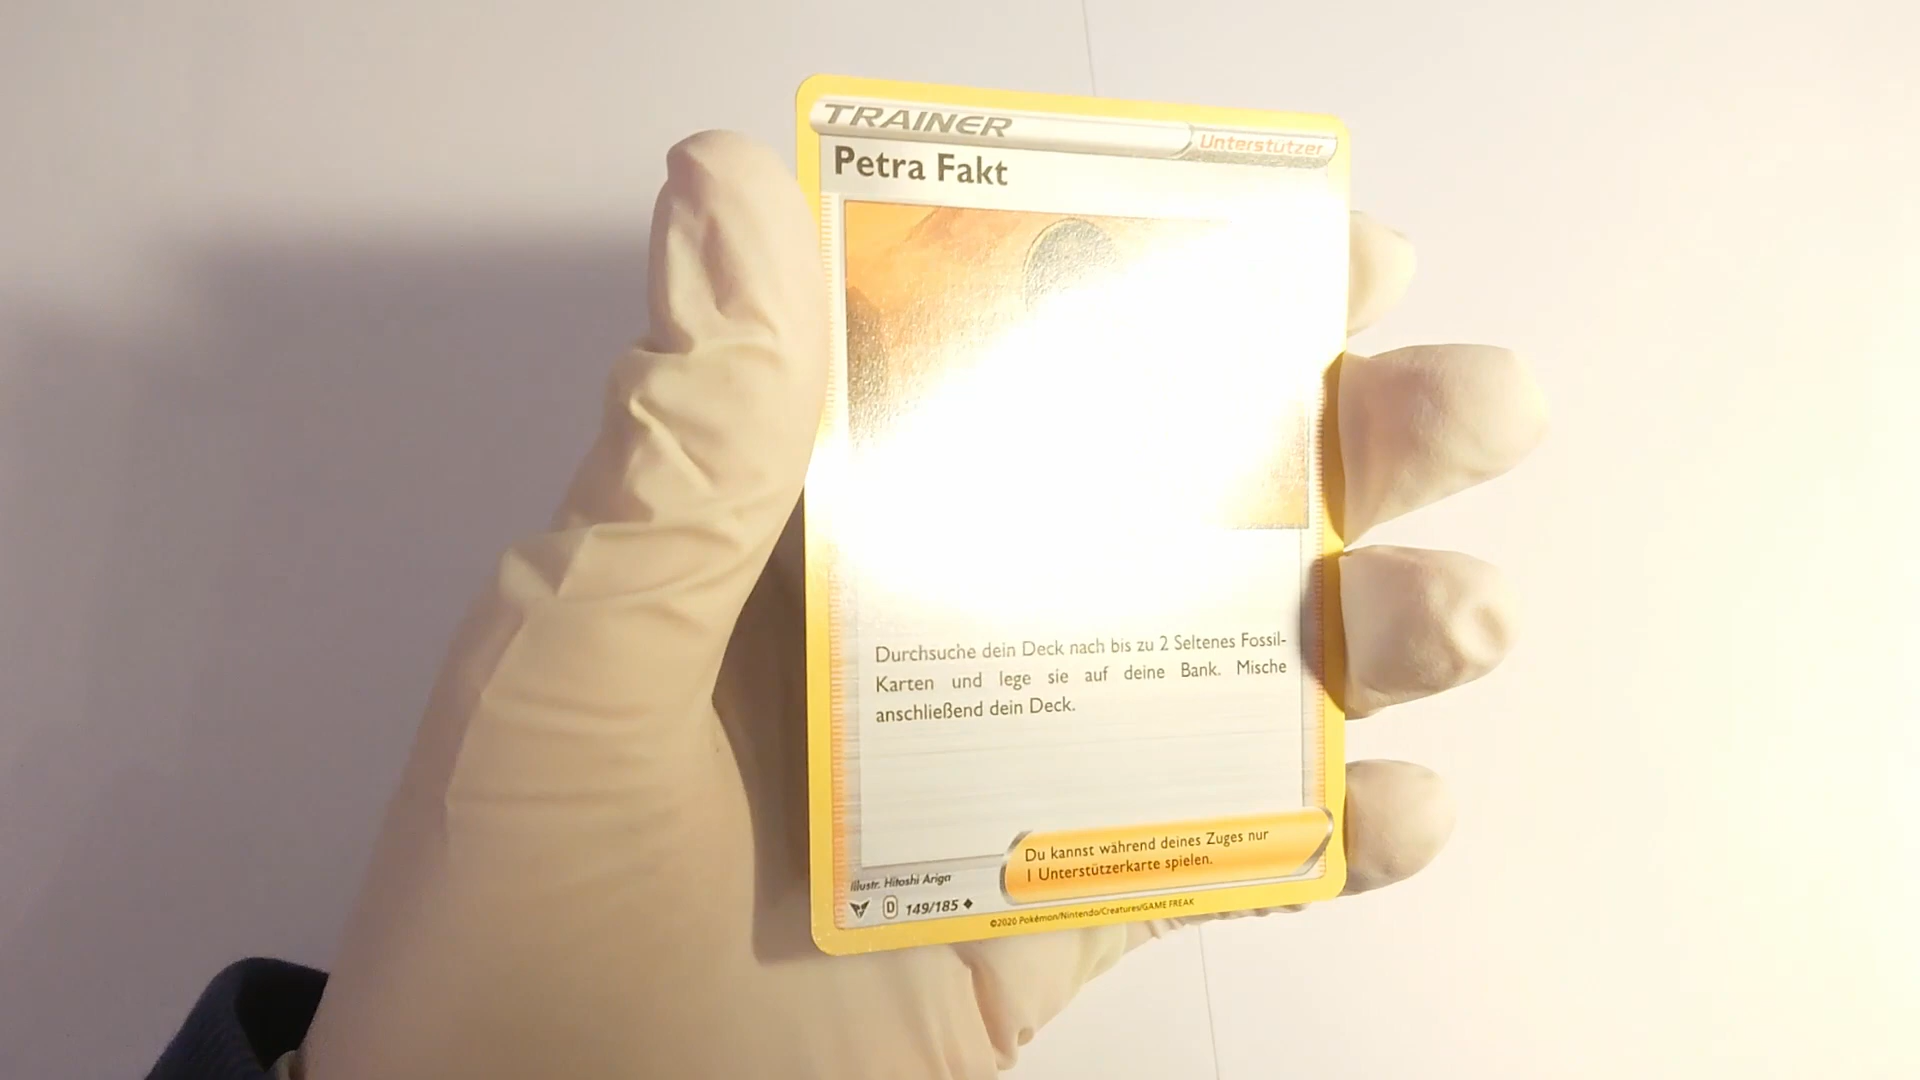 TRAINER
Unterstützer
Petra Fakt
Durchsuche dein Deck nach bis zu 2 Seltenes Fossil-
Karten und lege sie auf deine Bank. Mische
anschließend dein Deck.
Du kannst während deines Zuges nur
1 Unterstützerkarte spielen.
Illustr. Hitoshi Ariga
D 149/185
©2020 Pokémon/Nintendo/Creatures/GAME FREAK